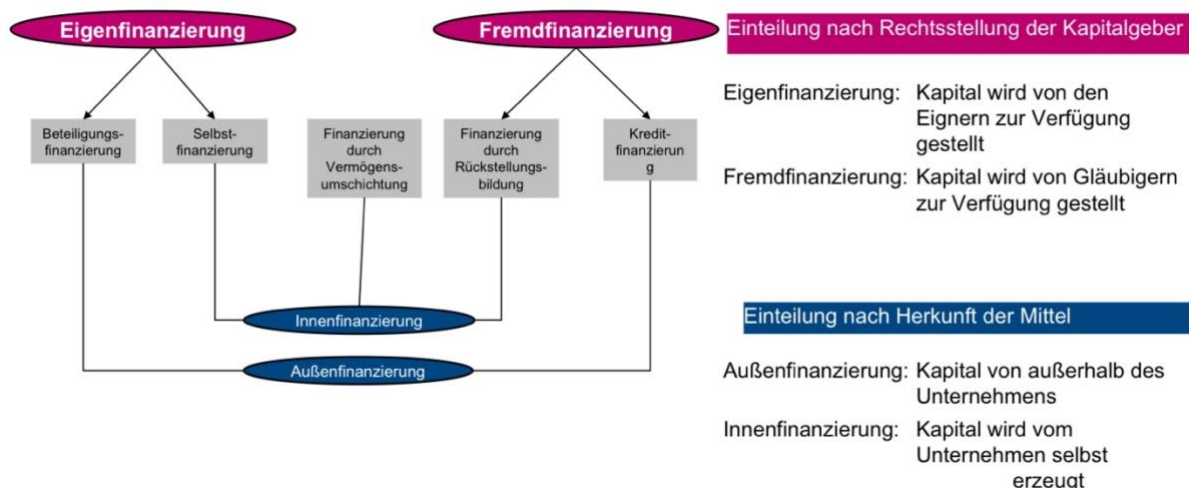 Eigenfinanzierung
Fremdfinanzierung
Beteiligungs-
finanzierung
Selbst-
finanzierung
Finanzierung
durch
Vermögens-
umschichtung
Finanzierung
durch
Rückstellungs-
bildung
Kredit-
finanzierun
g
Innenfinanzierung
Außenfinanzierung
Einteilung nach Rechtsstellung der Kapitalgeber
Eigenfinanzierung: Kapital wird von den
Eignern zur Verfügung
gestellt
Fremdfinanzierung: Kapital wird von Gläubigern
zur Verfügung gestellt
Einteilung nach Herkunft der Mittel
Außenfinanzierung: Kapital von außerhalb des
Unternehmens
Innenfinanzierung: Kapital wird vom
Unternehmen selbst
erzeugt